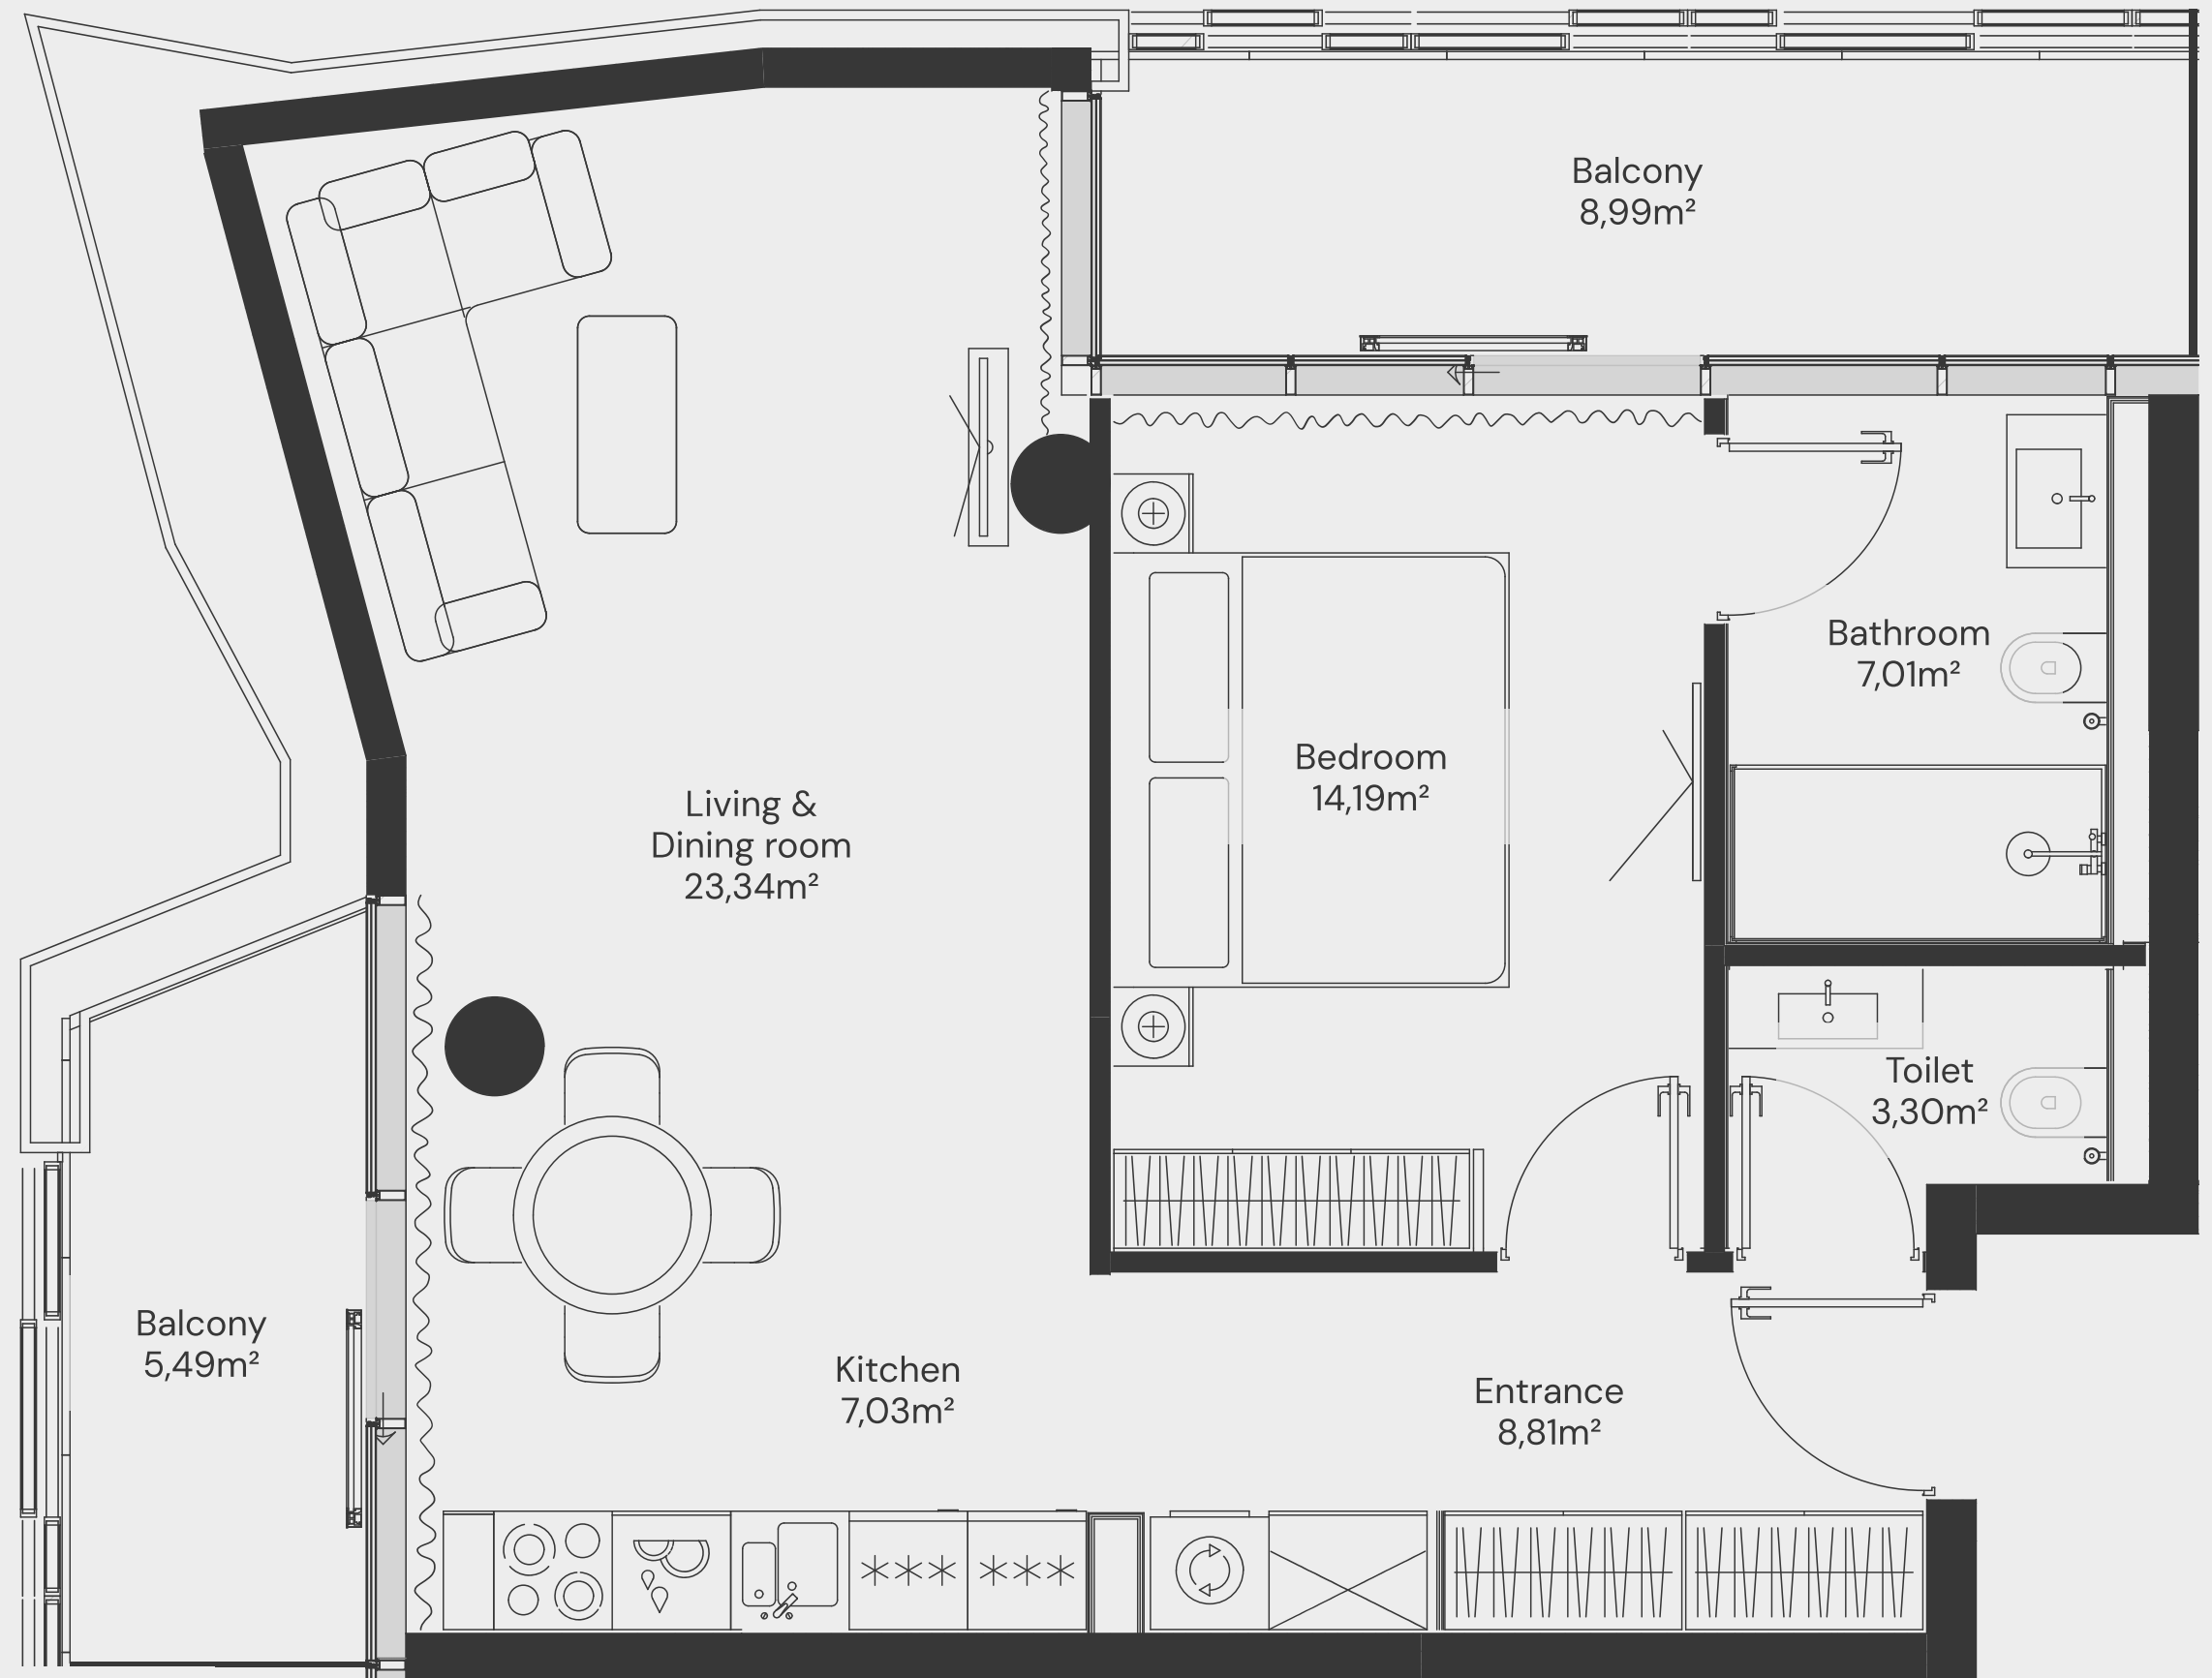 Balcony
8,99m²
Bathroom
7,01m²
Bedroom
14,19m²
Living &
Dining room
23,34m²
Toilet
3,30m²
Balcony
5,49m²
Kitchen
7,03m²
Entrance
8,81m²